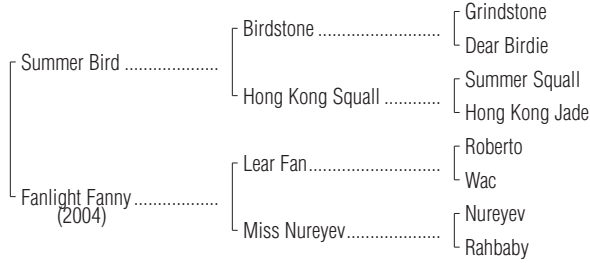 Grindstone
Birdstone ..........................
Dear Birdie
Summer Bird ....................
Summer Squall
Hong Kong Squall ............
Hong Kong Jade
Roberto
Lear Fan............................
Wac
Fanlight Fanny..................
(2004)
Nureyev
Miss Nureyev....................
Rahbaby